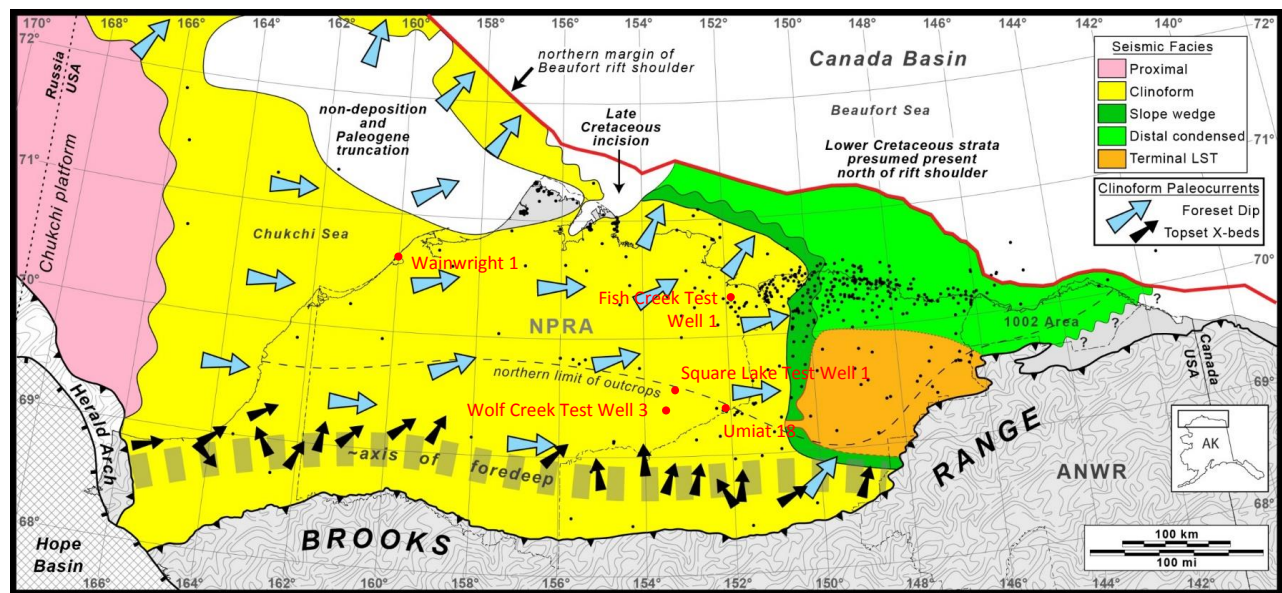 170° 168° 166° 164° 162° 160° 158° 156° 154° 152° 150° 148° 146° 144° 142° 140° 72°
72°
71°
70°
69°
68°
71°
70°
69°
68°
166 164 162 160 158 156 154 152 150 148 146 144 142
Russia
USA
Chukchi platform
northern margin of
Beaufort rift shoulder
Canada Basin
Beaufort Sea
non-deposition
and
Paleogene
truncation
Late
Cretaceous
incision
Lower Cretaceous strata
presumed present
north of rift shoulder
Seismic Facies
Proximal
Clinoform
Slope wedge
Distal condensed
Terminal LST
Clinoform Paleocurrents
Foreset Dip
Topset X-beds
Chukchi Sea
Wainwright 1
Fish Creek Test
Well 1
NPRA
1002 Area
?
?
?
Canada
USA
Square Lake Test Well 1
northern limit of outcrops
Wolf Creek Test Well 3
Umiat 18
Herald Arch
~axis of foredeep
BROOKS
RANGE
ANWR
AK
Hope
Basin
100 km
100 mi